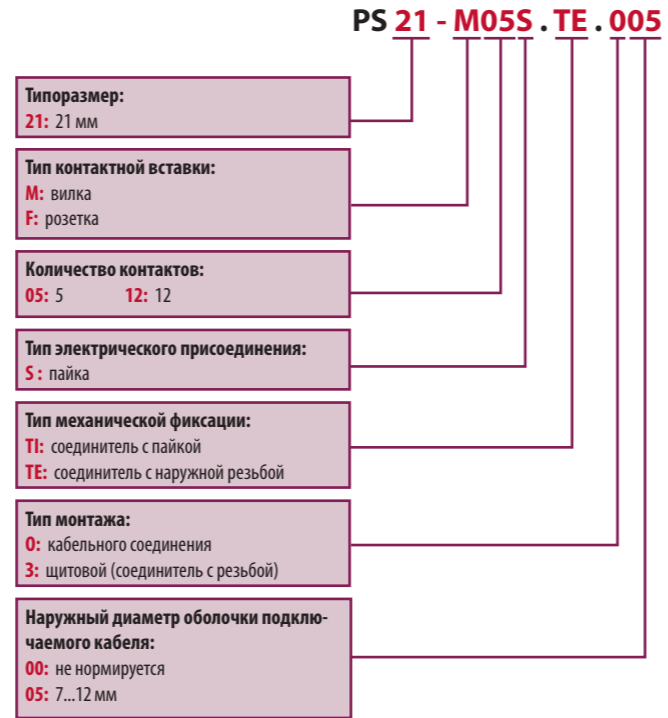 PS 21 - M05S . TE . 005
Типоразмер:
21: 21 мм
Тип контактной вставки:
M: вилка
F: розетка
Количество контактов:
05: 5 12: 12
Тип электрического присоединения:
S : пайка
Тип механической фиксации:
TI: соединитель с пайкой
TE: соединитель с наружной резьбой
Тип монтажа:
0: кабельного соединения
3: щитовой (соединитель с резьбой)
Наружный диаметр оболочки подклю-
чаемого кабеля:
00: не нормируется
05: 7...12 мм